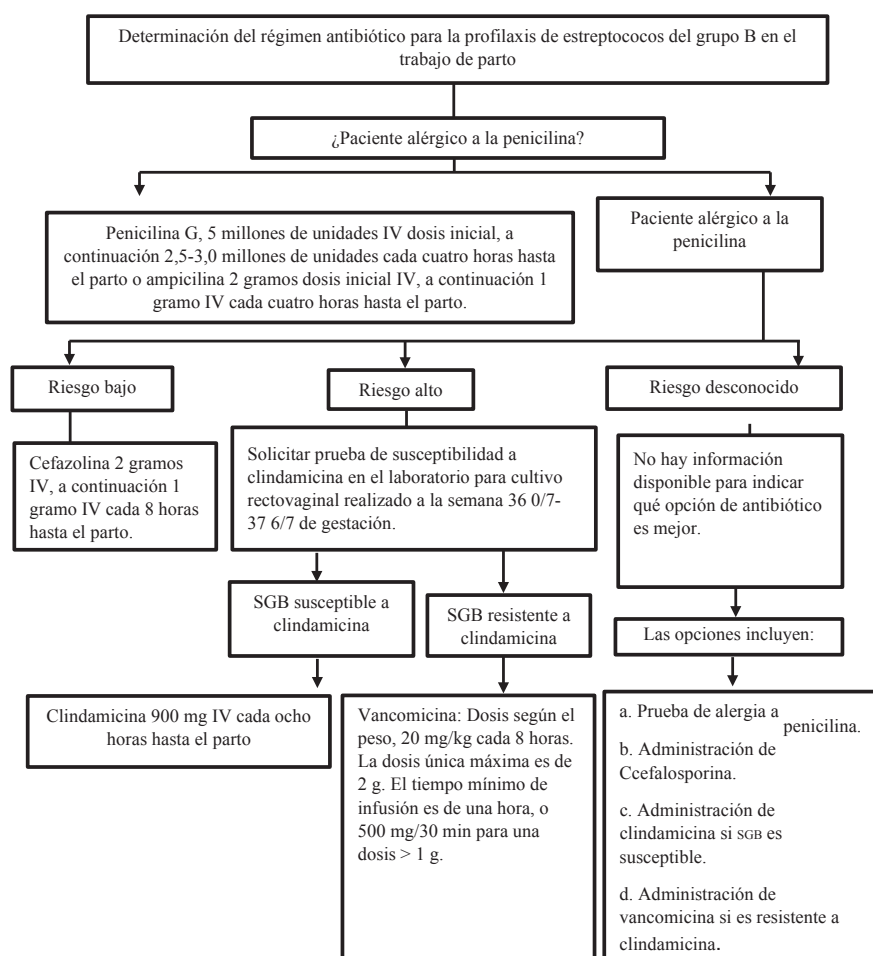 Determinación del régimen antibiótico para la profilaxis de estreptococos del grupo B en el
trabajo de parto
¿Paciente alérgico a la penicilina?
Penicilina G, 5 millones de unidades IV dosis inicial, a
continuación 2,5-3,0 millones de unidades cada cuatro horas hasta
el parto o ampicilina 2 gramos dosis inicial IV, a continuación 1
gramo IV cada cuatro horas hasta el parto.
Paciente alérgico a la
penicilina
Riesgo bajo
Riesgo alto
Riesgo desconocido
Cefazolina 2 gramos
IV, a continuación 1
gramo IV cada 8 horas
hasta el parto.
Solicitar prueba de susceptibilidad a
clindamicina en el laboratorio para cultivo
rectovaginal realizado a la semana 36 0/7-
37 6/7 de gestación.
No hay información
disponible para indicar
qué opción de antibiótico
es mejor.
SGB susceptible a
clindamicina
SGB resistente a
clindamicina
Las opciones incluyen:
Clindamicina 900 mg IV cada ocho
horas hasta el parto
Vancomicina: Dosis según el
peso, 20 mg/kg cada 8 horas.
La dosis única máxima es de
2 g. El tiempo mínimo de
infusión es de una hora, o
500 mg/30 min para una
dosis > 1 g.
a. Prueba de alergia a
penicilina.
b. Administración de
Ccefalosporina.
c. Administración de
clindamicina si SGB es
susceptible.
d. Administración de
vancomicina si es resistente a
clindamicina.